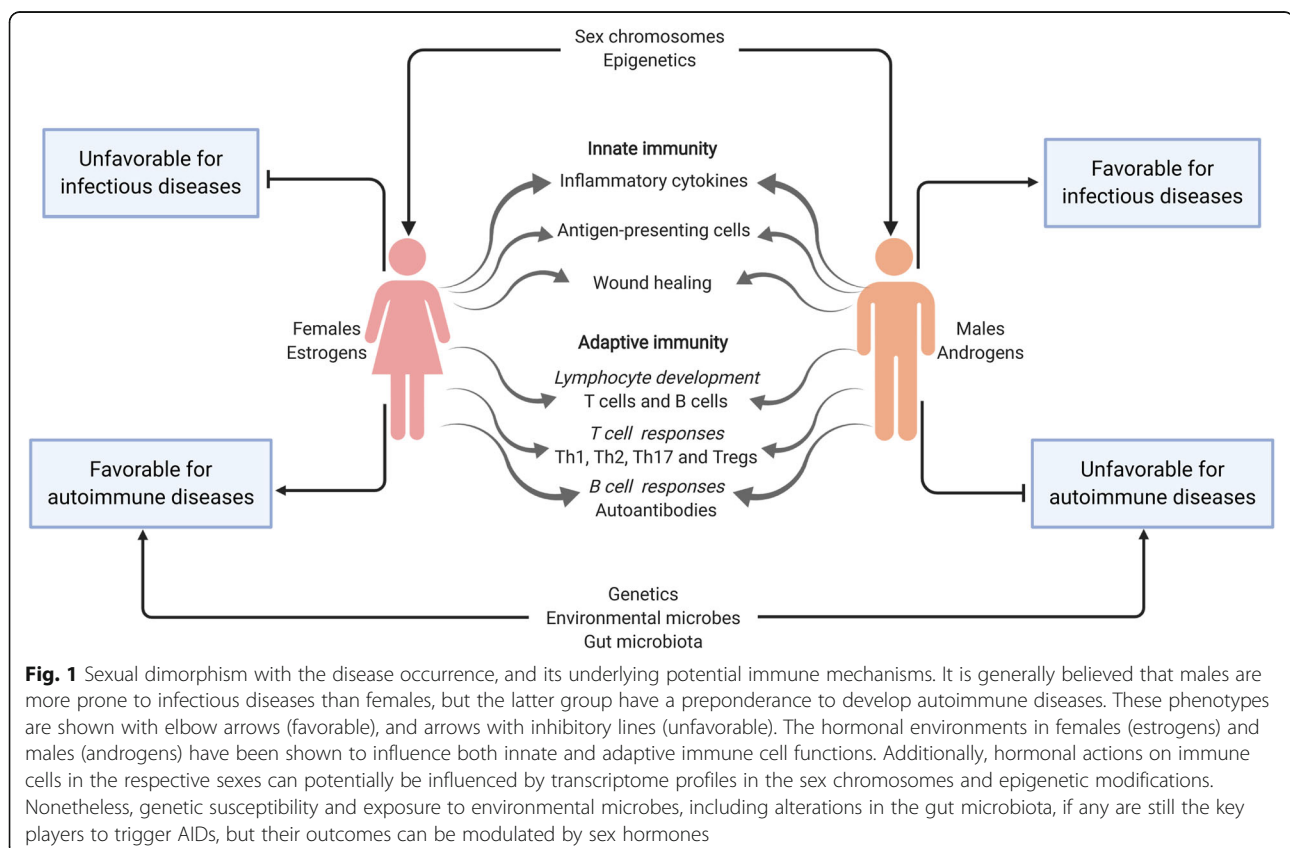 Sex chromosomes
Epigenetics
Unfavorable for
infectious diseases
Favorable for
infectious diseases
Innate immunity
Inflammatory cytokines
Antigen-presenting cells
Wound healing
Females
Estrogens
Males
Androgens
Adaptive immunity
Lymphocyte development
T cells and B cells
T cell responses
Th1, Th2, Th17 and Tregs
B cell responses
Autoantibodies
Favorable for
autoimmune diseases
Unfavorable for
autoimmune diseases
Genetics
Environmental microbes
Gut microbiota
Fig. 1 Sexual dimorphism with the disease occurrence, and its underlying potential immune mechanisms. It is generally believed that males are
more prone to infectious diseases than females, but the latter group have a preponderance to develop autoimmune diseases. These phenotypes
are shown with elbow arrows (favorable), and arrows with inhibitory lines (unfavorable). The hormonal environments in females (estrogens) and
males (androgens) have been shown to influence both innate and adaptive immune cell functions. Additionally, hormonal actions on immune
cells in the respective sexes can potentially be influenced by transcriptome profiles in the sex chromosomes and epigenetic modifications.
Nonetheless, genetic susceptibility and exposure to environmental microbes, including alterations in the gut microbiota, if any are still the key
players to trigger AIDs, but their outcomes can be modulated by sex hormones